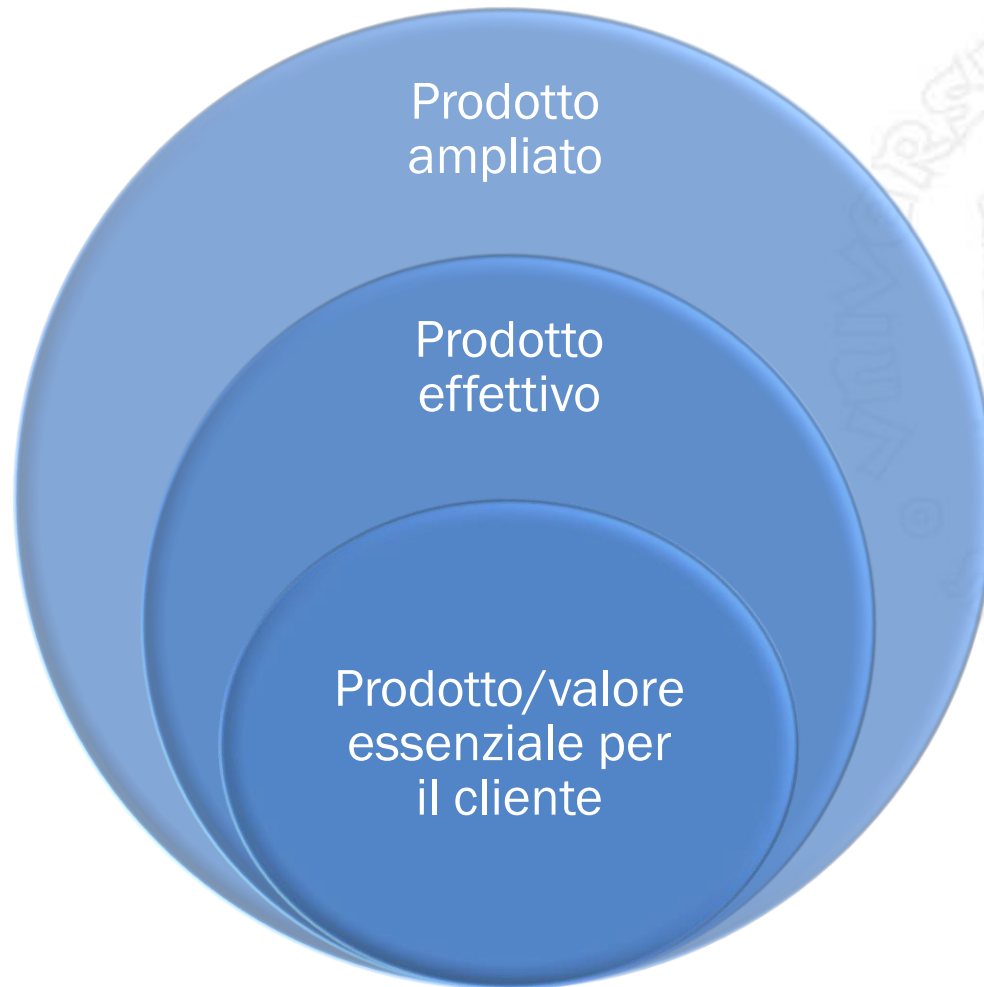 Prodotto
ampliato
Prodotto
effettivo
Prodotto/valore
essenziale per
il cliente